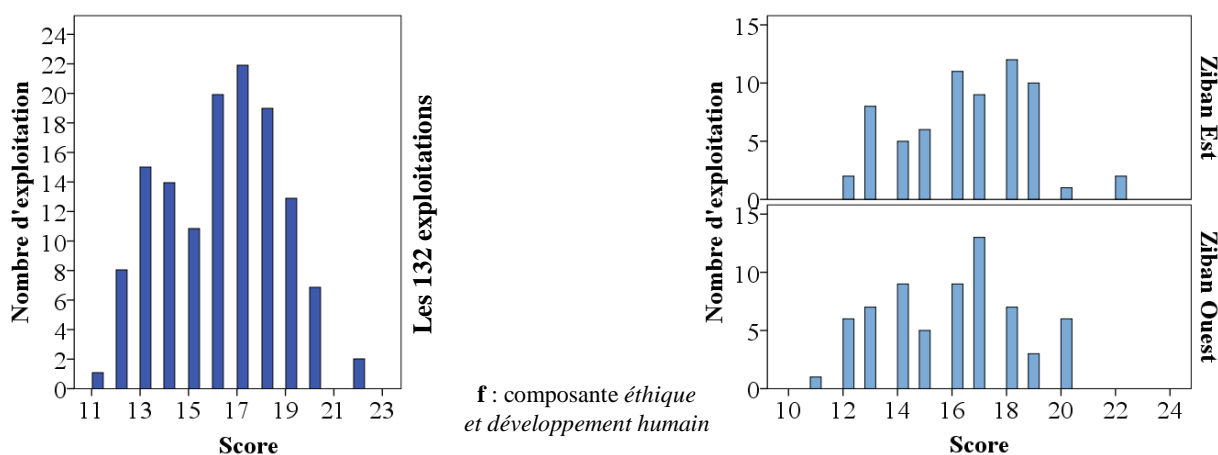 24
22
20
18
16
14
12
10
8
6
4
2
0
Nombre d'exploitation
11 13 15 17 19 21 23
Score
Les 132 exploitations
f : composante éthique
et développement humain
15
10
5
0
Ziban Est
Nombre d'exploitation
15
10
5
0
Ziban Ouest
10 12 14 16 18 20 22 24
Score